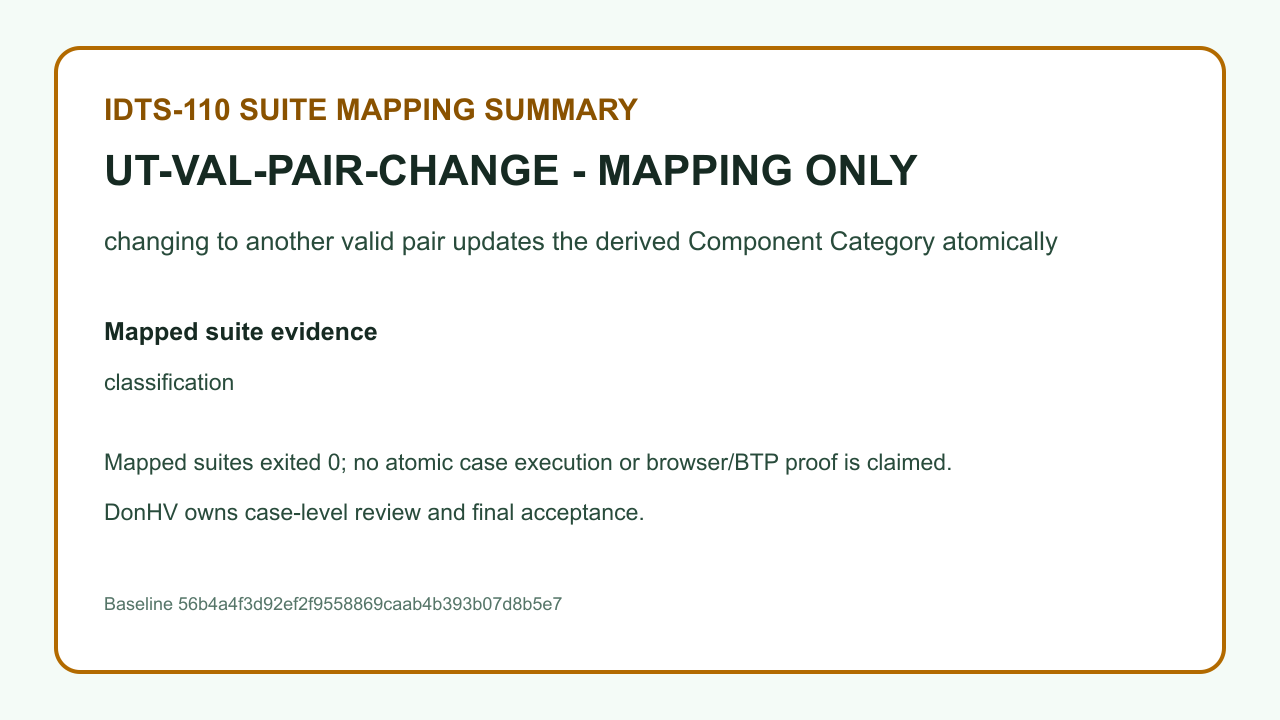 IDTS-110 SUITE MAPPING SUMMARY
UT-VAL-PAIR-CHANGE - MAPPING ONLY
changing to another valid pair updates the derived Component Category atomically
Mapped suite evidence
classification
Mapped suites exited 0; no atomic case execution or browser/BTP proof is claimed.
DonHV owns case-level review and final acceptance.
Baseline 56b4a4f3d92ef2f9558869caab4b393b07d8b5e7